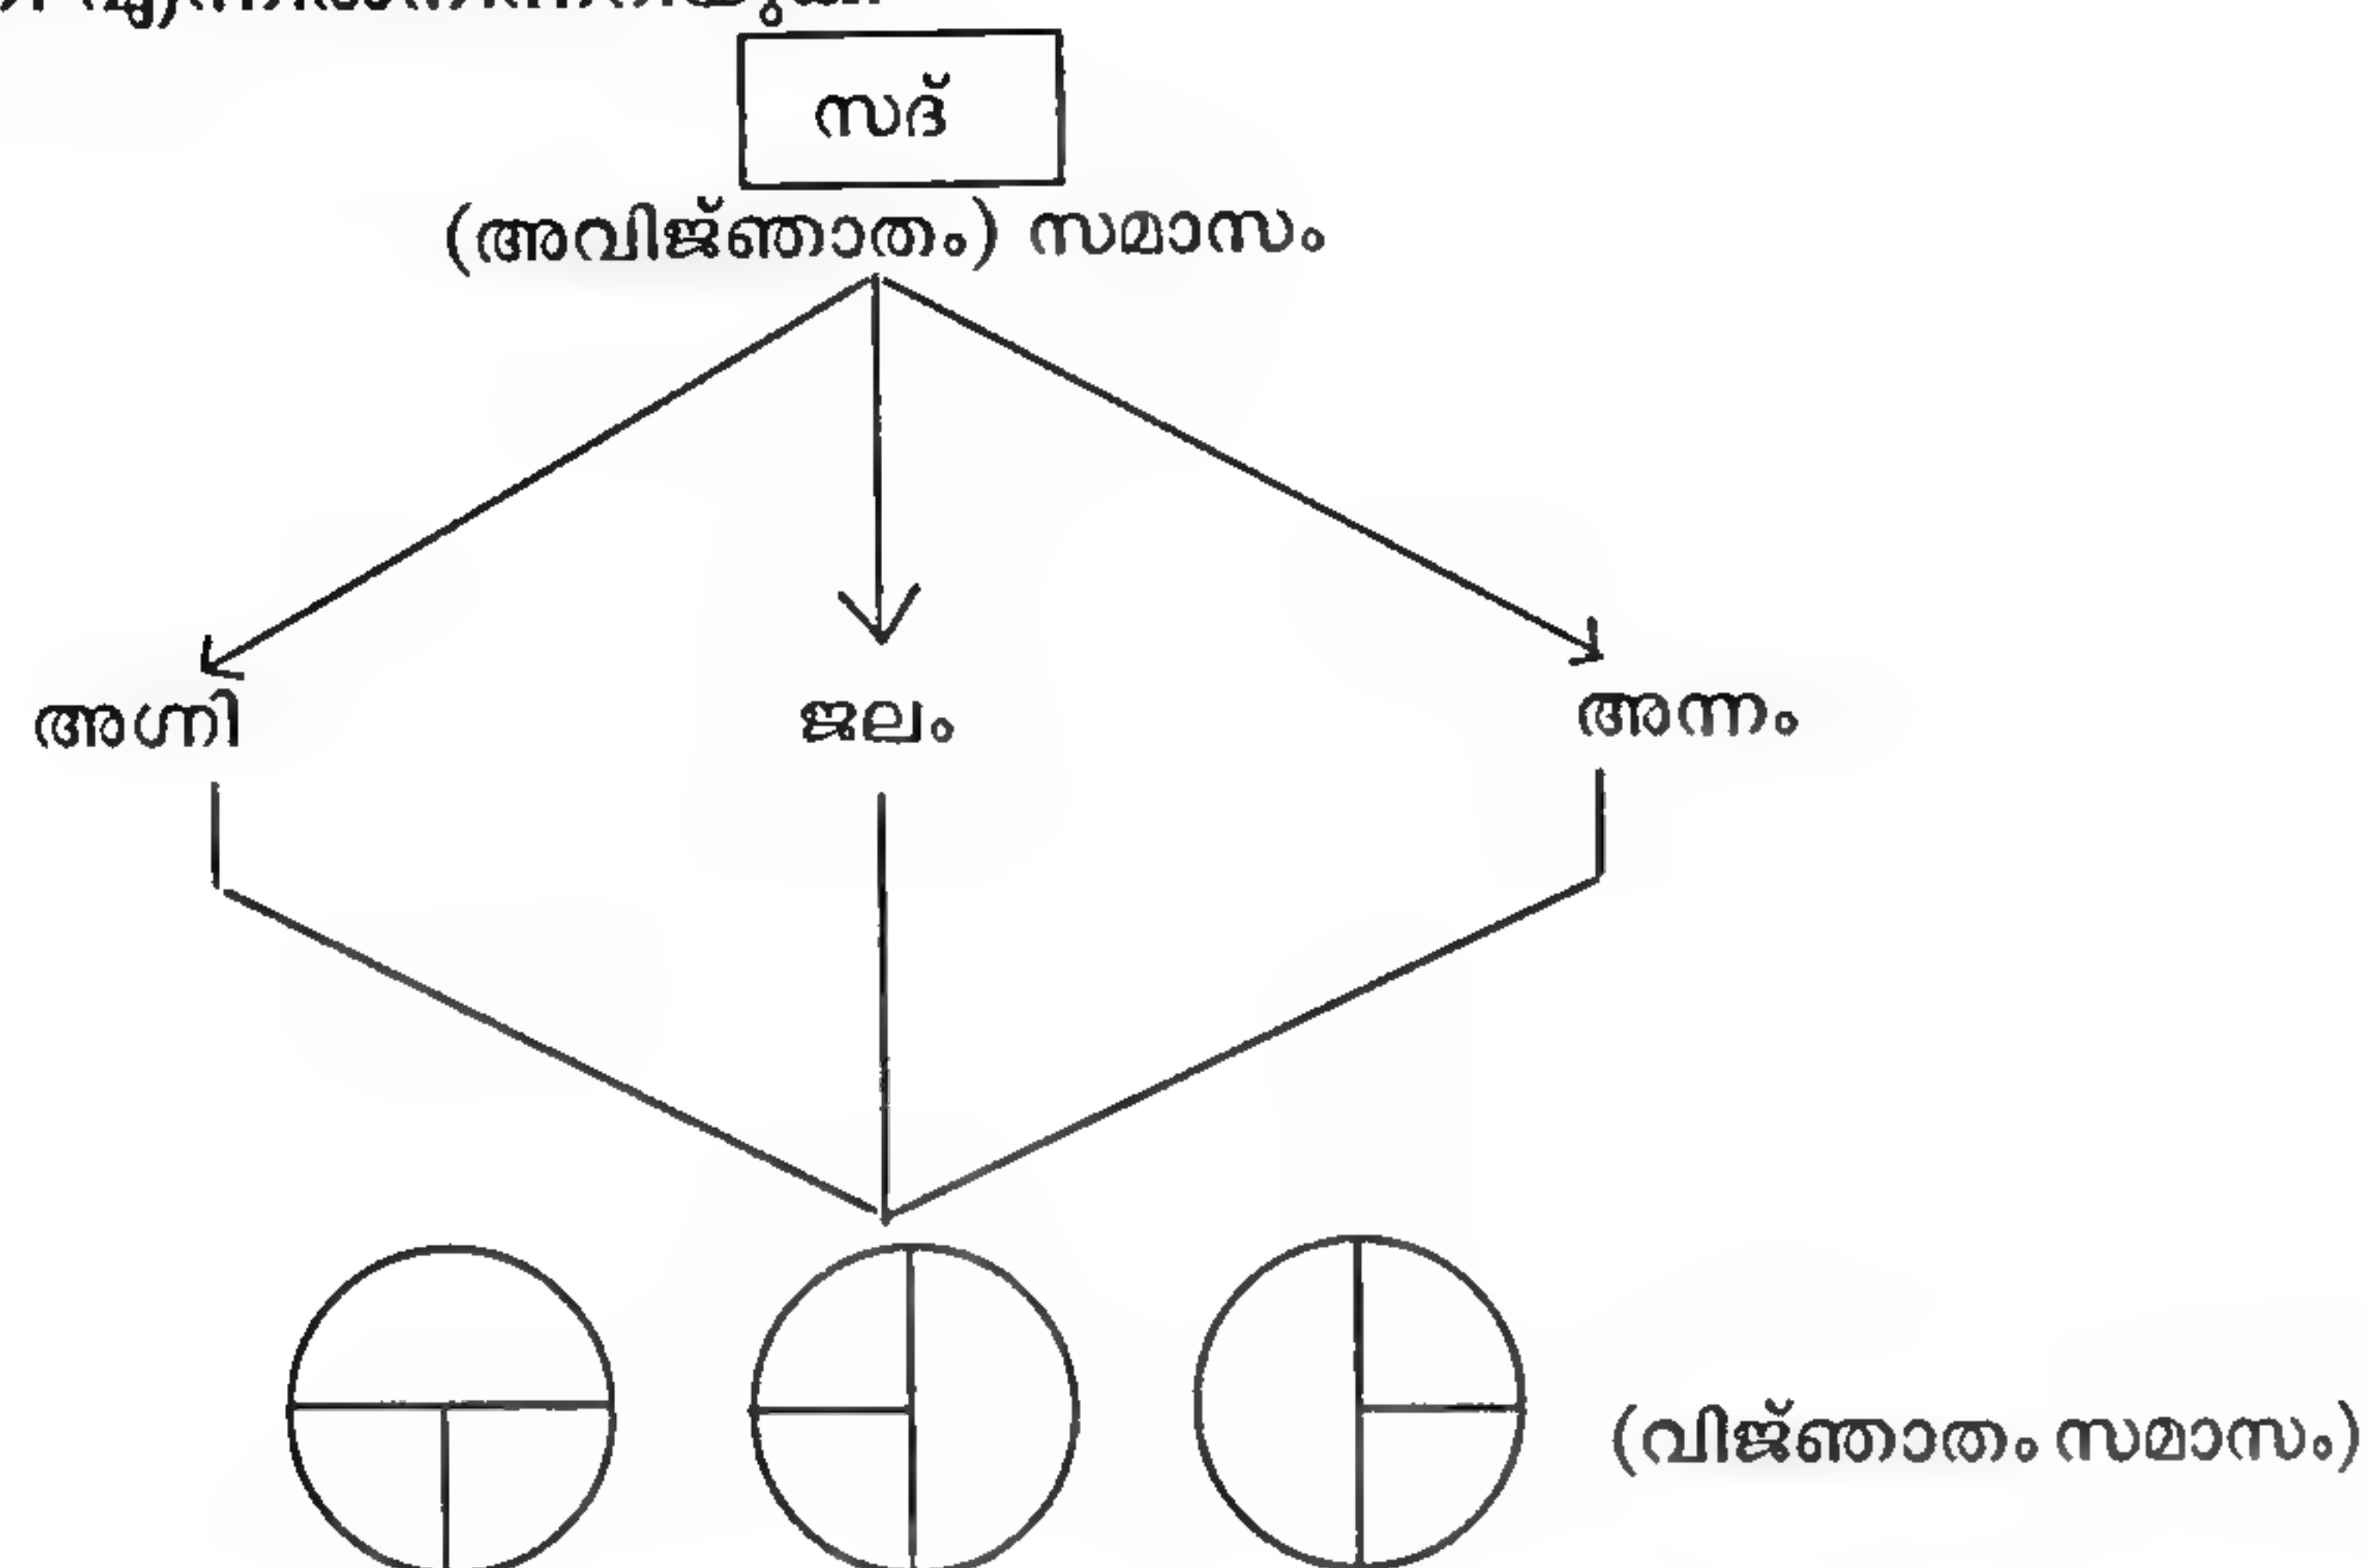 സദ്
(അവിജ്ഞാതം) സമാസം
അഗ്നി ജലം അന്നം
(വിജ്ഞാതം സമാസം)